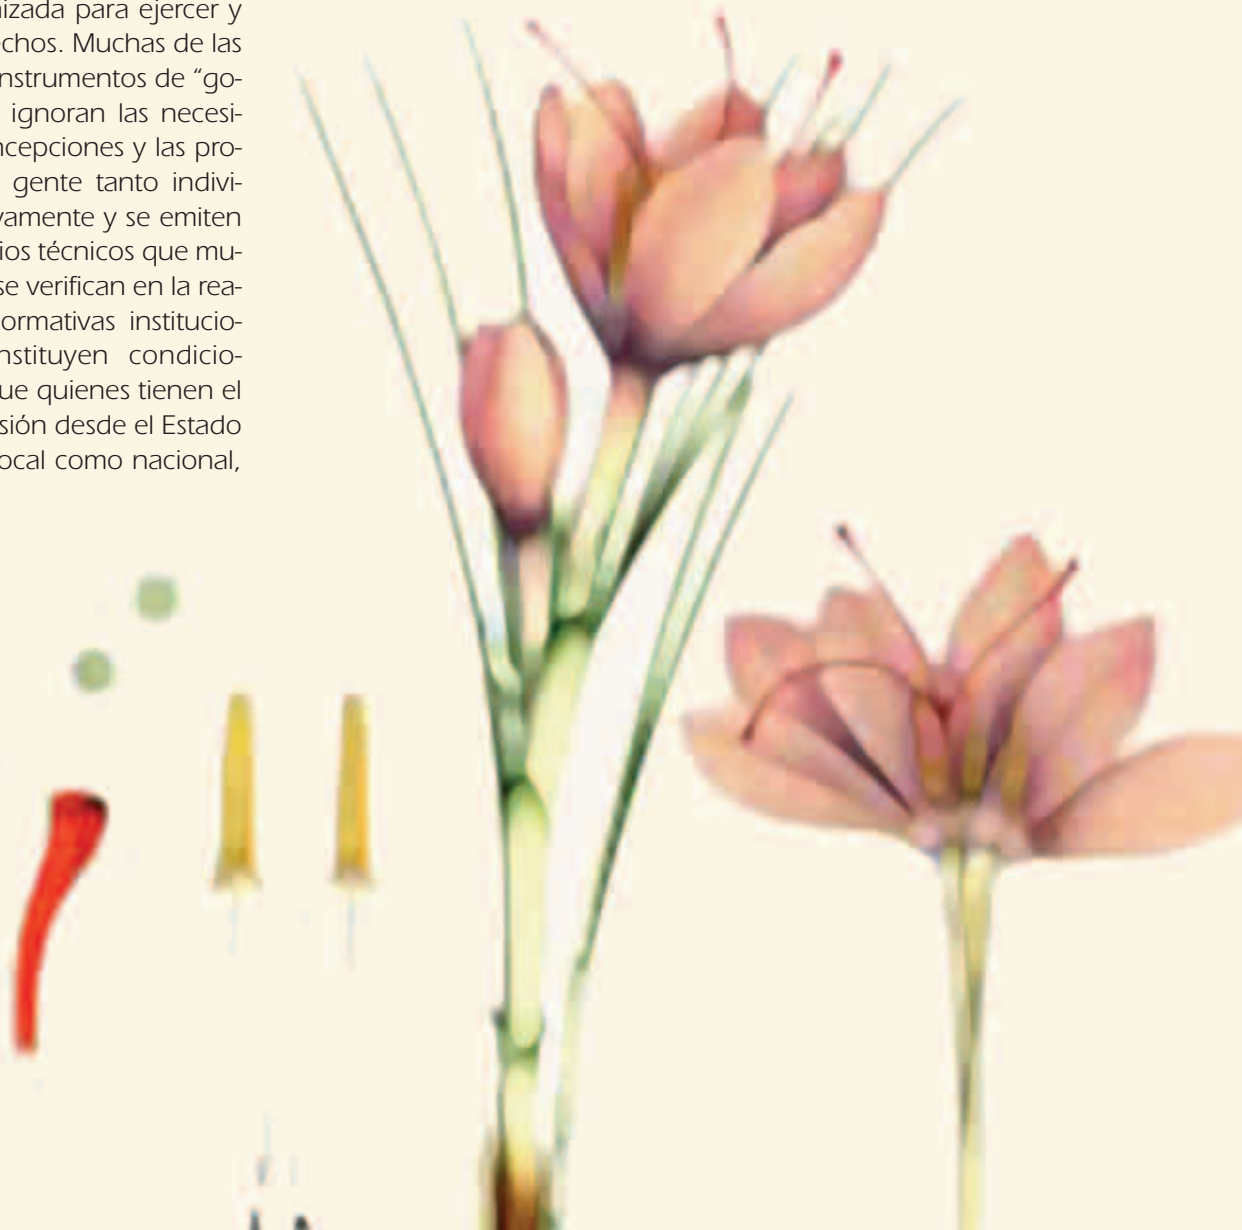 nizada para ejercer y
echos. Muchas de las
nstrumentos de “go-
ignoran las necesi-
ncepciones y las pro-
gente tanto indivi-
vamente y se emiten
ios técnicos que mu-
se verifican en la rea-
ormativas institucio-
nstituyen condicio-
ue quienes tienen el
sión desde el Estado
ocal como nacional,